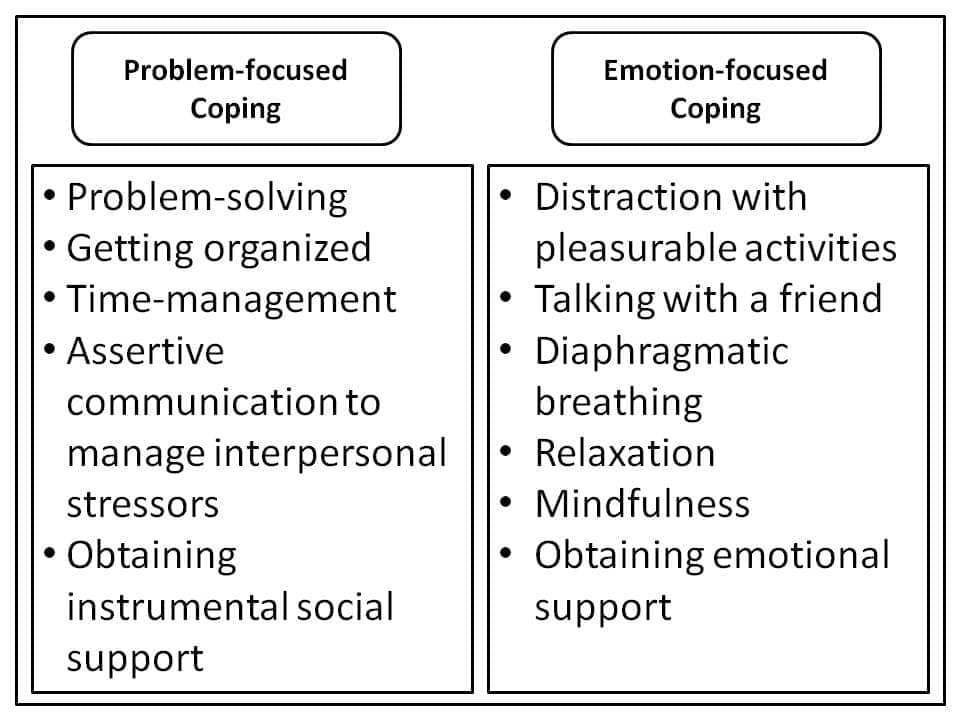 Problem-focused
Coping
• Problem-solving
• Getting organized
• Time-management
• Assertive
communication to
manage interpersonal
stressors
• Obtaining
instrumental social
support
Emotion-focused
Coping
• Distraction with
pleasurable activities
• Talking with a friend
• Diaphragmatic
breathing
• Relaxation
• Mindfulness
• Obtaining emotional
support